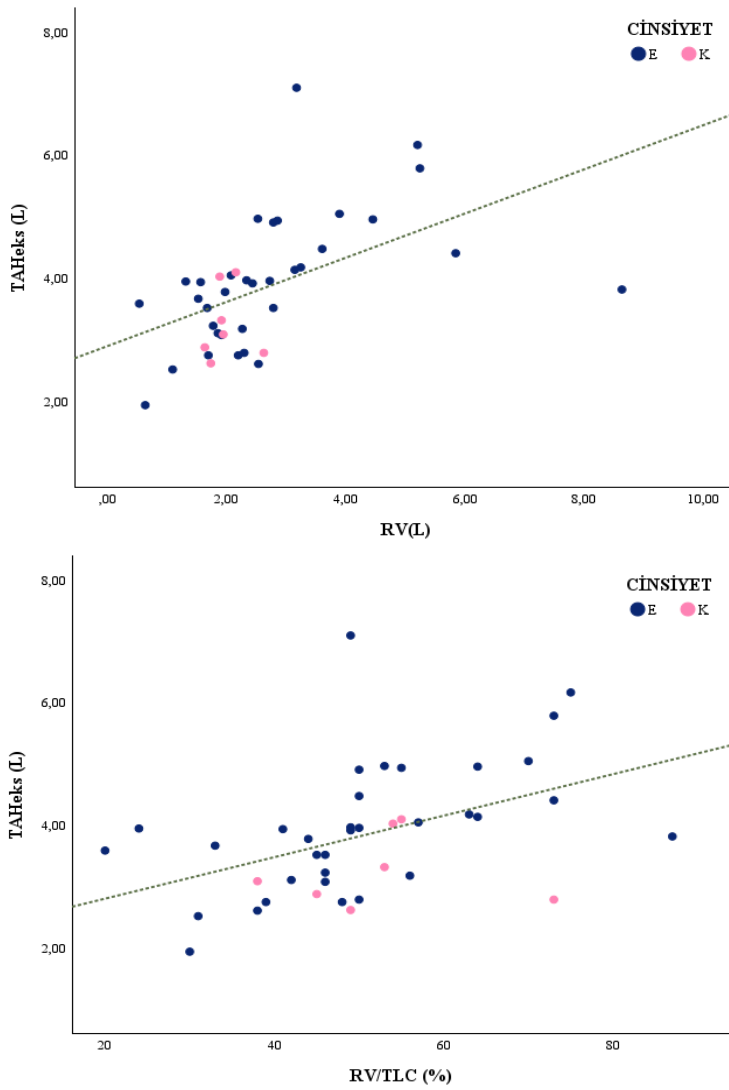 8,00
CİNSİYET
E K
6,00
TAHeks (L)
4,00
2,00
,00 2,00 4,00 6,00 8,00 10,00
RV(L)
8,00
CİNSİYET
E K
6,00
TAHeks (L)
4,00
2,00
20 40 60 80
RV/TLC (%)